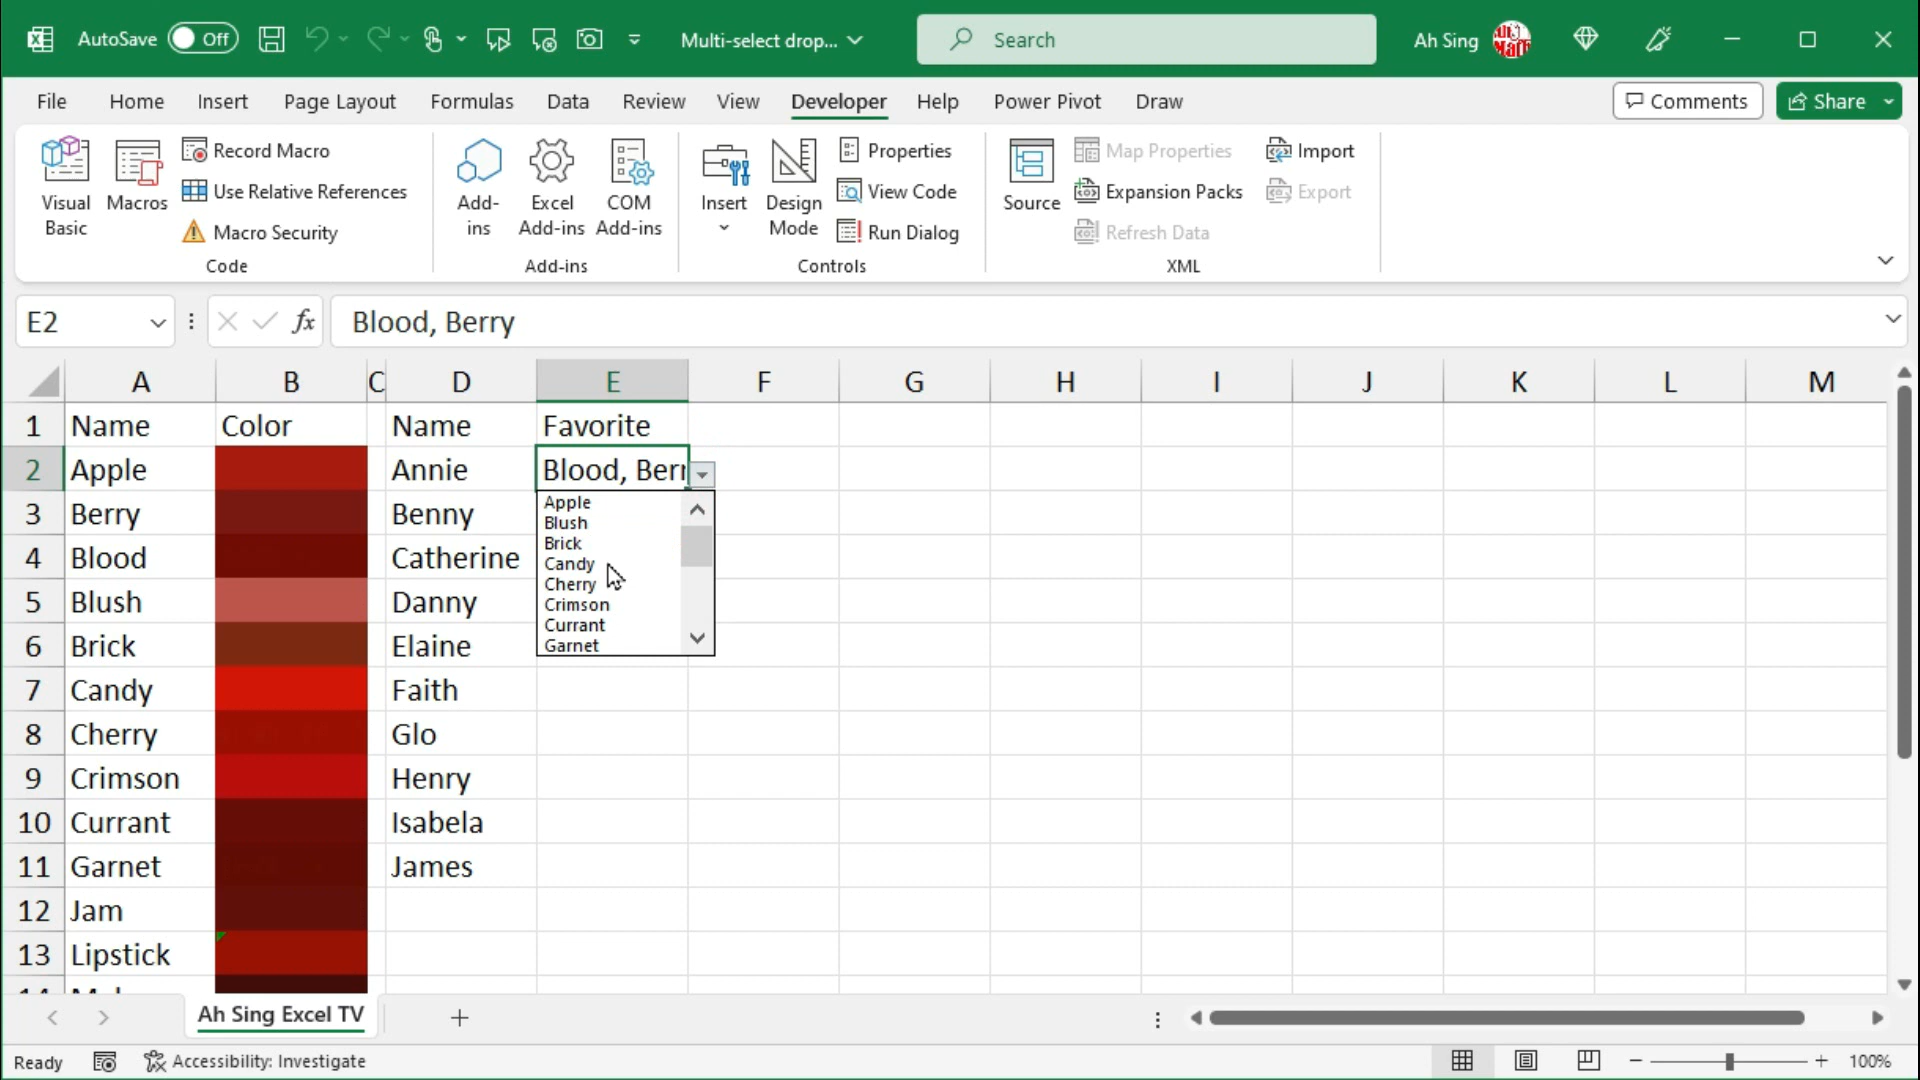 AutoSave Off Multi-select drop... Search Ah Sing
File Home Insert Page Layout Formulas Data Review View Developer Help Power Pivot Draw Comments Share
Visual Basic
Macros
Record Macro
Use Relative References
Macro Security
Code
Add-ins
Excel Add-ins
COM Add-ins
Add-ins
Insert
Design Mode
Properties
View Code
Run Dialog
Controls
Source
Map Properties
Expansion Packs
Refresh Data
Import
Export
XML
E2 fx Blood, Berry
A B C D E F G H I J K L M
1 Name Color Name Favorite
2 Apple Annie Blood, Berr
3 Berry Benny
4 Blood Catherine
5 Blush Danny
6 Brick Elaine
7 Candy Faith
8 Cherry Glo
9 Crimson Henry
10 Currant Isabela
11 Garnet James
12 Jam
13 Lipstick
Apple
Blush
Brick
Candy
Cherry
Crimson
Currant
Garnet
Ah Sing Excel TV
Ready Accessibility: Investigate 100%